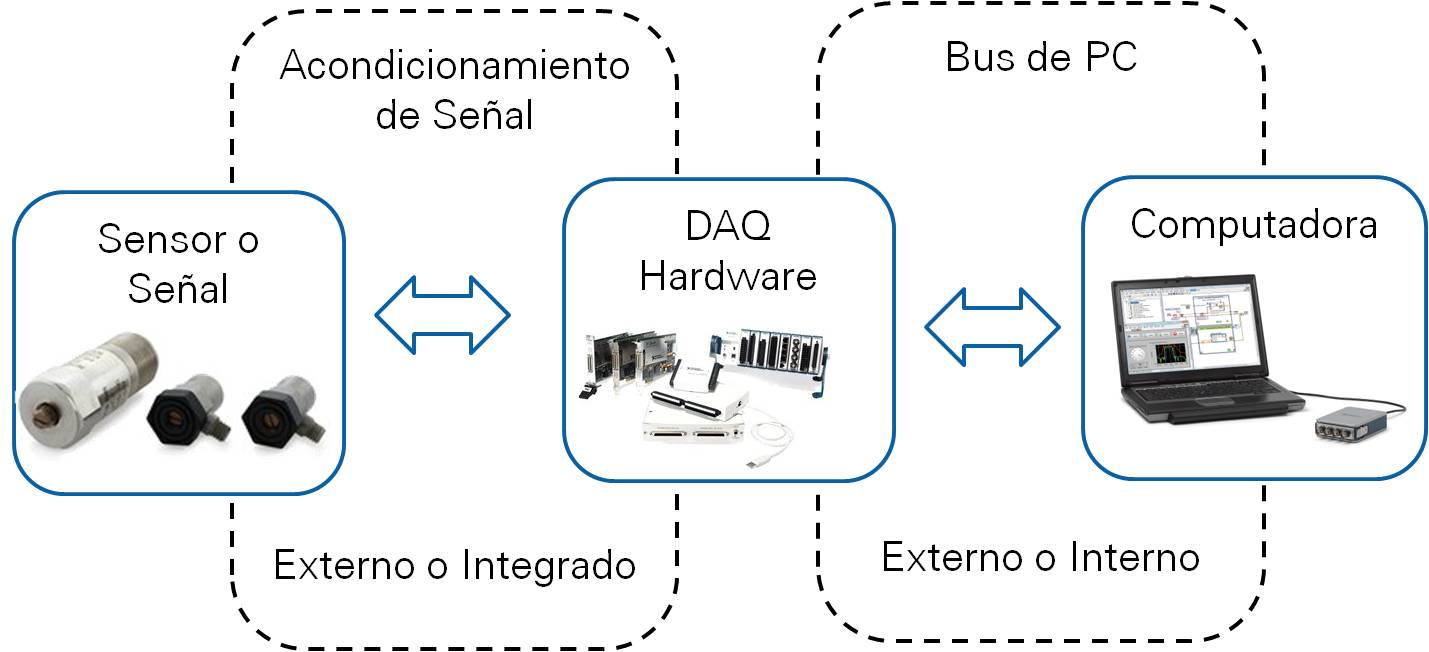 Acondicionamiento
de Señal
Bus de PC
Sensor o
Señal
DAQ
Hardware
Computadora
Externo o Integrado
Externo o Interno